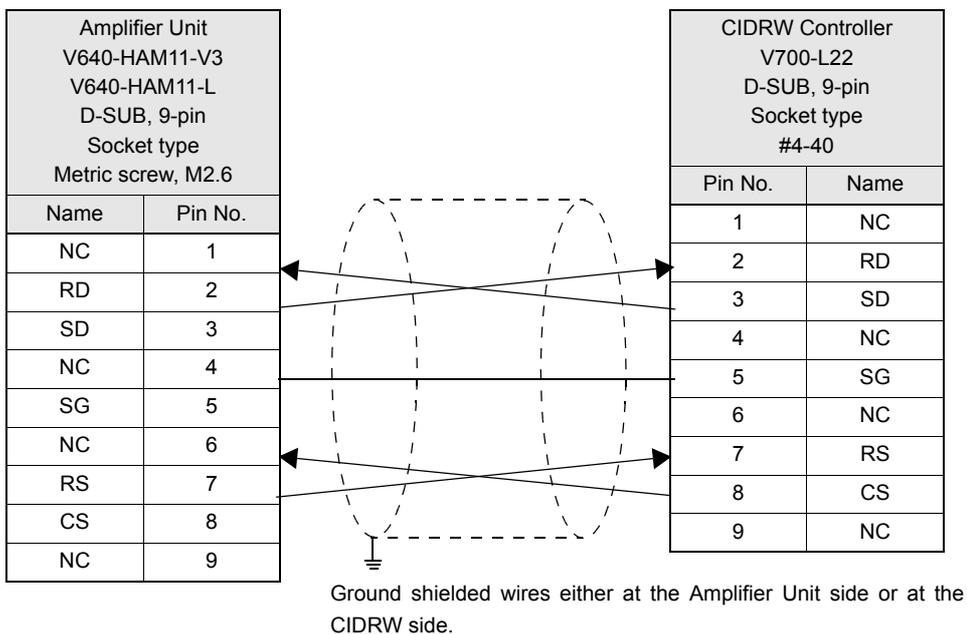 Amplifier Unit
V640-HAM11-V3
V640-HAM11-L
D-SUB, 9-pin
Socket type
Metric screw, M2.6
Name Pin No.
NC 1
RD 2
SD 3
NC 4
SG 5
NC 6
RS 7
CS 8
NC 9
CIDRW Controller
V700-L22
D-SUB, 9-pin
Socket type
#4-40
Pin No. Name
1 NC
2 RD
3 SD
4 NC
5 SG
6 NC
7 RS
8 CS
9 NC
Ground shielded wires either at the Amplifier Unit side or at the
CIDRW side.